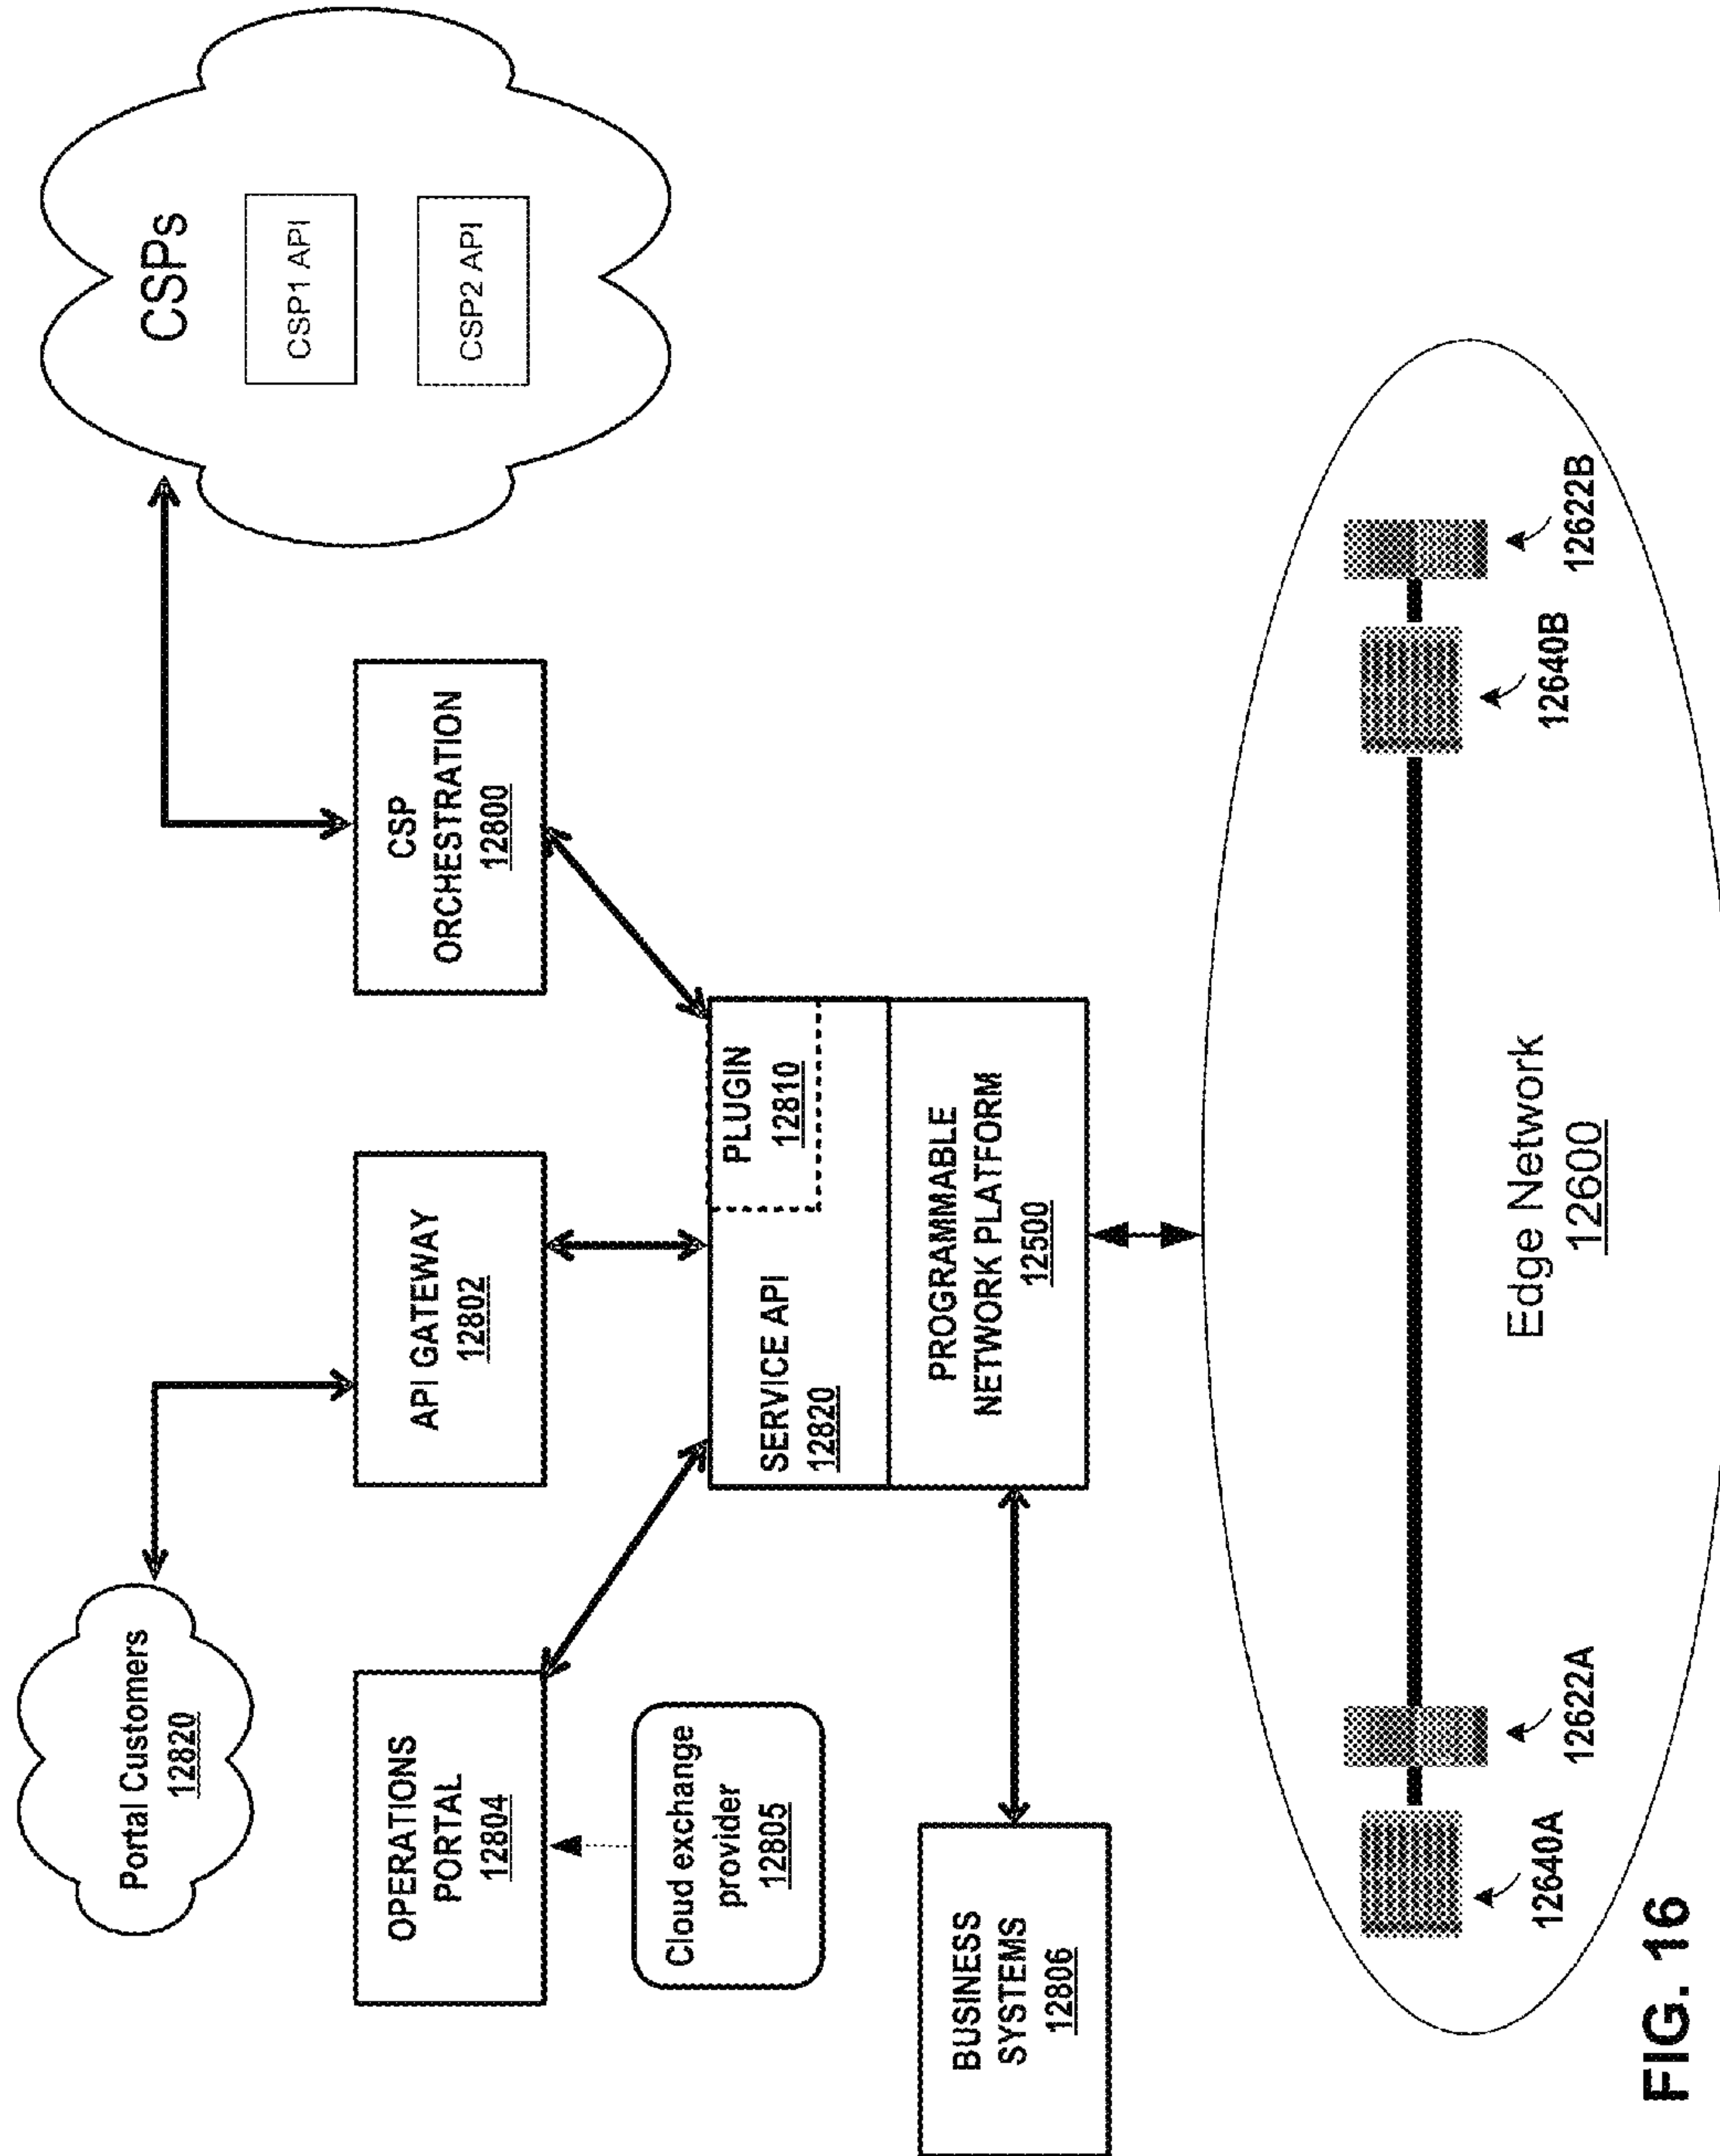 Portal Customers
12820
CSPs
CSP1 API
CSP2 API
OPERATIONS
PORTAL
12804
API GATEWAY
12802
CSP
ORCHESTRATION
12800
Cloud exchange
provider
12805
SERVICE API
12820
PLUGIN
12810
BUSINESS
SYSTEMS
12806
PROGRAMMABLE
NETWORK PLATFORM
12500
12640A
12622A
12640B
12622B
Edge Network
12600
FIG. 16